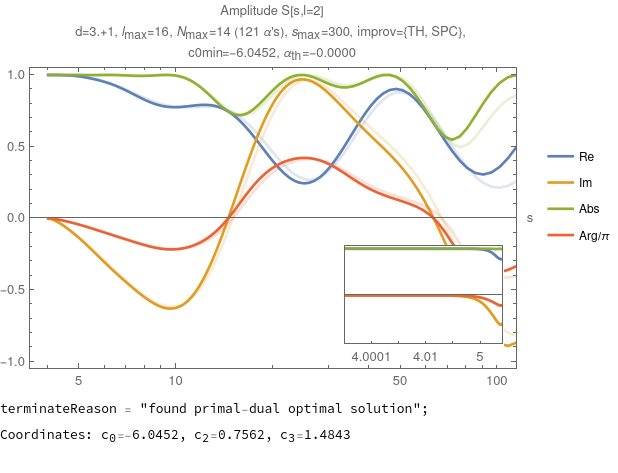 Amplitude S[s,l=2]
d=3.+1, lmax=16, Nmax=14 (121 α's), smax=300, improv={TH, SPC},
c0min=−6.0452, αth=−0.0000
1.0
0.5
0.0
−0.5
−1.0
s
Re
Im
Abs
Arg/π
4.0001 4.01 5
5 10 50 100
terminateReason = "found primal-dual optimal solution";
Coordinates: c0=-6.0452, c2=0.7562, c3=1.4843